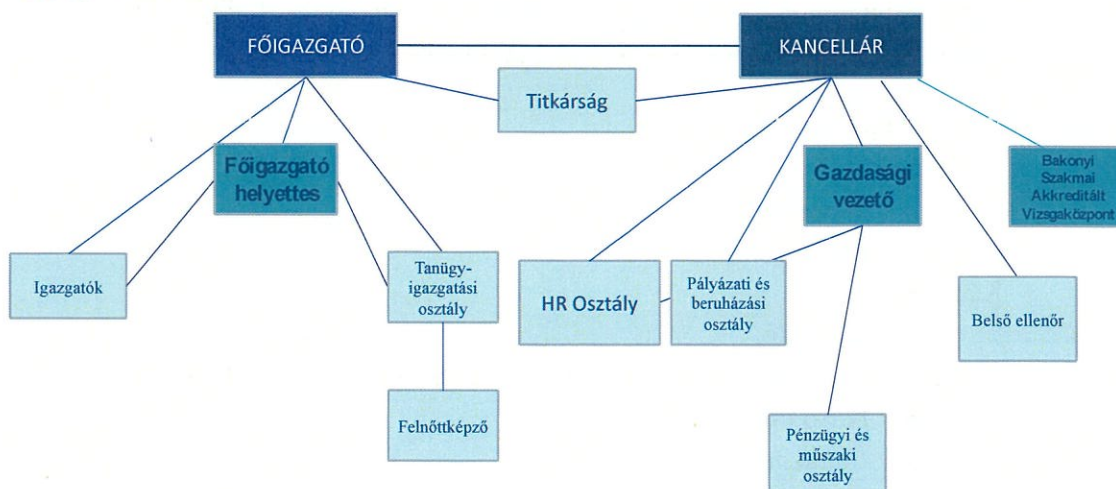 FŐIGAZGATÓ
KANCELLÁR
Titkárság
Főigazgató
helyettes
Gazdasági
vezető
Bakonyi
Szakmai
Akkreditált
Vizsgaközpont
Igazgatók
Tanügy-
igazgatási
osztály
HR Osztály
Pályázati és
beruházási
osztály
Belső ellenőr
Felnőttképző
Pénzügyi és
műszaki
osztály